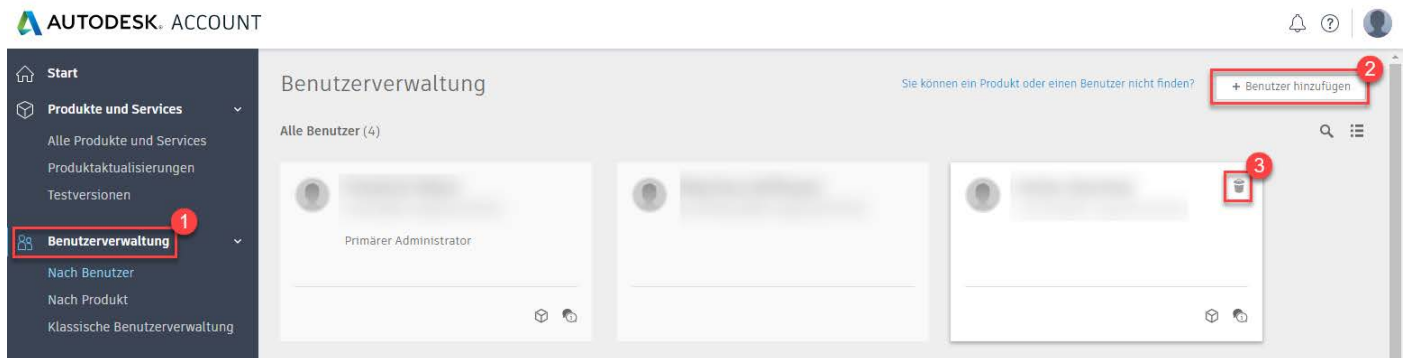 AUTODESK. ACCOUNT
Start
Produkte und Services
Alle Produkte und Services
Produktaktualisierungen
Testversionen
1
Benutzerverwaltung
Nach Benutzer
Nach Produkt
Klassische Benutzerverwaltung
Benutzerverwaltung
Sie können ein Produkt oder einen Benutzer nicht finden?
2
+ Benutzer hinzufügen
Alle Benutzer (4)
Primärer Administrator
3